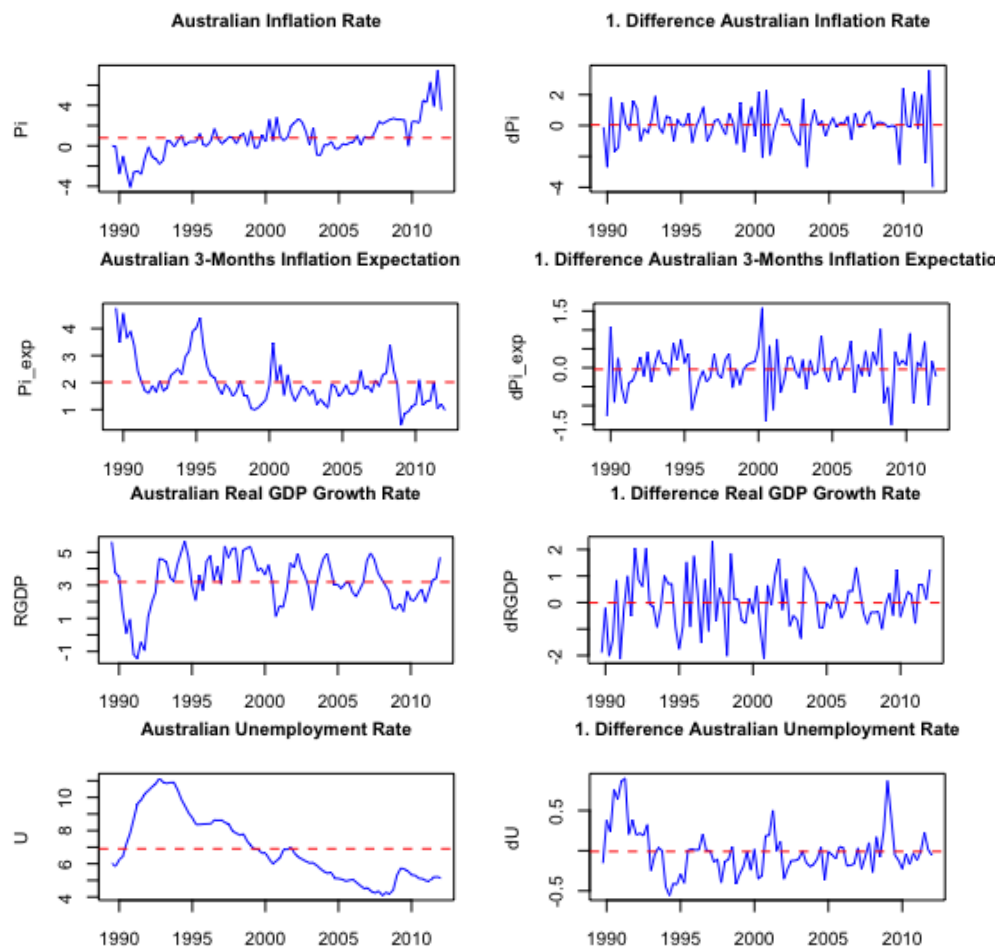 Australian Inflation Rate
Pi
4
0
-4
1990 1995 2000 2005 2010
1. Difference Australian Inflation Rate
dPi
2
0
-4
1990 1995 2000 2005 2010
Australian 3-Months Inflation Expectation
Pi_exp
4
3
2
1
1990 1995 2000 2005 2010
1. Difference Australian 3-Months Inflation Expectatio
dPi_exp
1.5
0.0
-1.5
1990 1995 2000 2005 2010
Australian Real GDP Growth Rate
RGDP
5
3
1
-1
1990 1995 2000 2005 2010
1. Difference Real GDP Growth Rate
dRGDP
2
1
0
-2
1990 1995 2000 2005 2010
Australian Unemployment Rate
U
10
8
6
4
1990 1995 2000 2005 2010
1. Difference Australian Unemployment Rate
dU
0.5
-0.5
1990 1995 2000 2005 2010